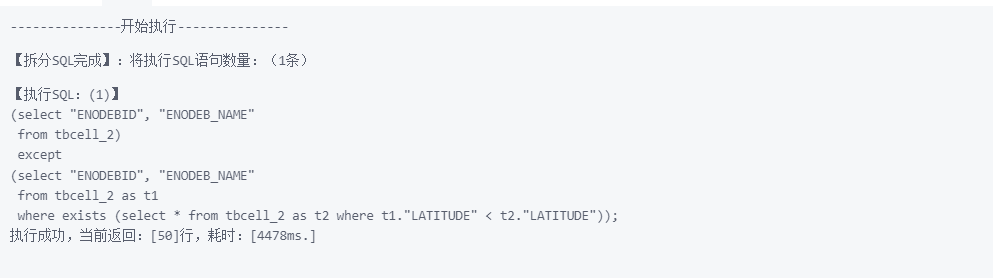 ---------------开始执行---------------
【拆分SQL完成】:将执行SQL语句数量:(1条)
【执行SQL:(1)】
(select "ENODEBID", "ENODEB_NAME"
from tbcell_2)
except
(select "ENODEBID", "ENODEB_NAME"
from tbcell_2 as t1
where exists (select * from tbcell_2 as t2 where t1."LATITUDE" < t2."LATITUDE"));
执行成功,当前返回:[50]行,耗时:[4478ms.]